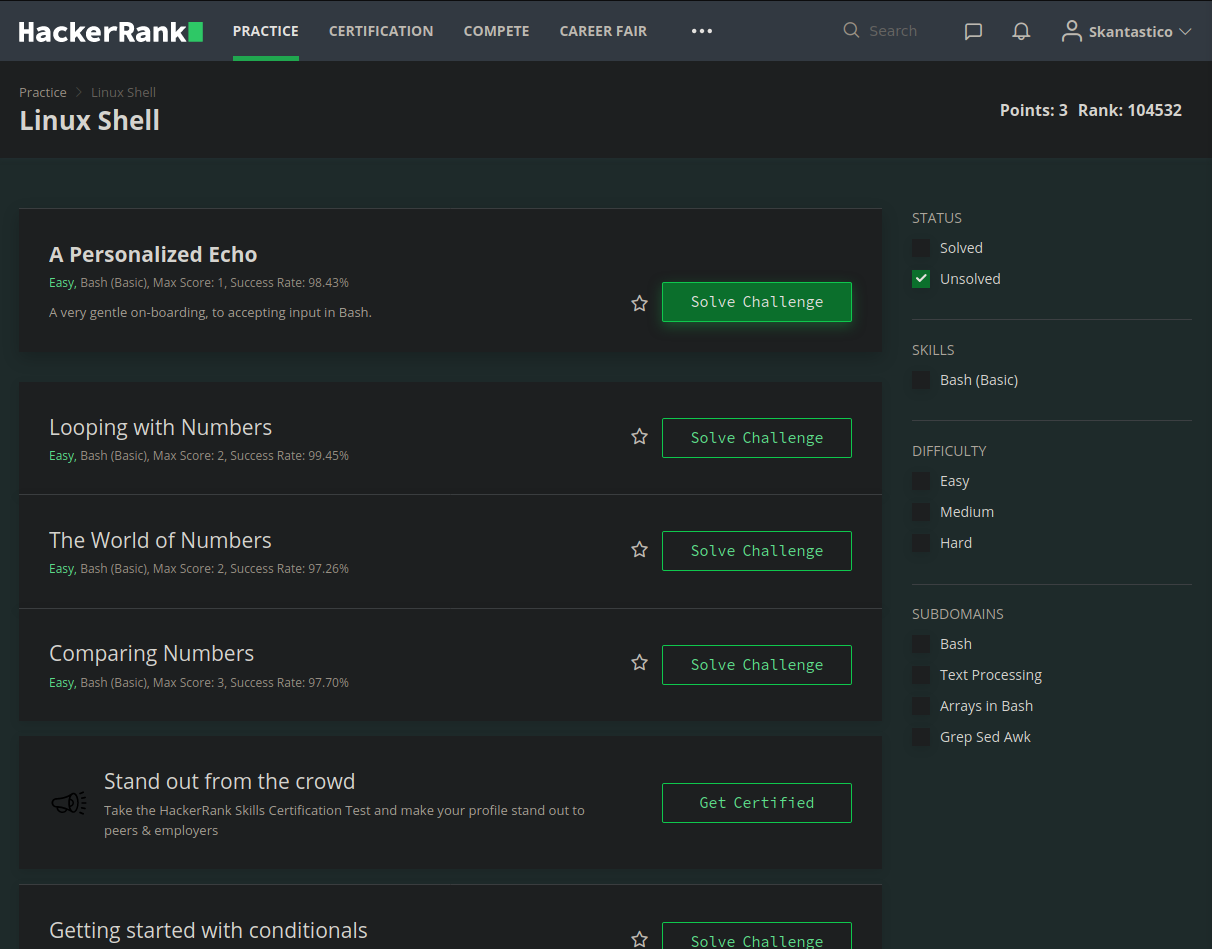 HackerRank PRACTICE CERTIFICATION COMPETE CAREER FAIR ••• Search Skantastico
Practice > Linux Shell
Linux Shell
Points: 3 Rank: 104532
A Personalized Echo
Easy, Bash (Basic), Max Score: 1, Success Rate: 98.43%
A very gentle on-boarding, to accepting input in Bash.
Solve Challenge
Looping with Numbers
Easy, Bash (Basic), Max Score: 2, Success Rate: 99.45%
Solve Challenge
The World of Numbers
Easy, Bash (Basic), Max Score: 2, Success Rate: 97.26%
Solve Challenge
Comparing Numbers
Easy, Bash (Basic), Max Score: 3, Success Rate: 97.70%
Solve Challenge
Stand out from the crowd
Take the HackerRank Skills Certification Test and make your profile stand out to
peers & employers
Get Certified
Getting started with conditionals
Solve Challenge
STATUS
Solved
Unsolved
SKILLS
Bash (Basic)
DIFFICULTY
Easy
Medium
Hard
SUBDOMAINS
Bash
Text Processing
Arrays in Bash
Grep Sed Awk